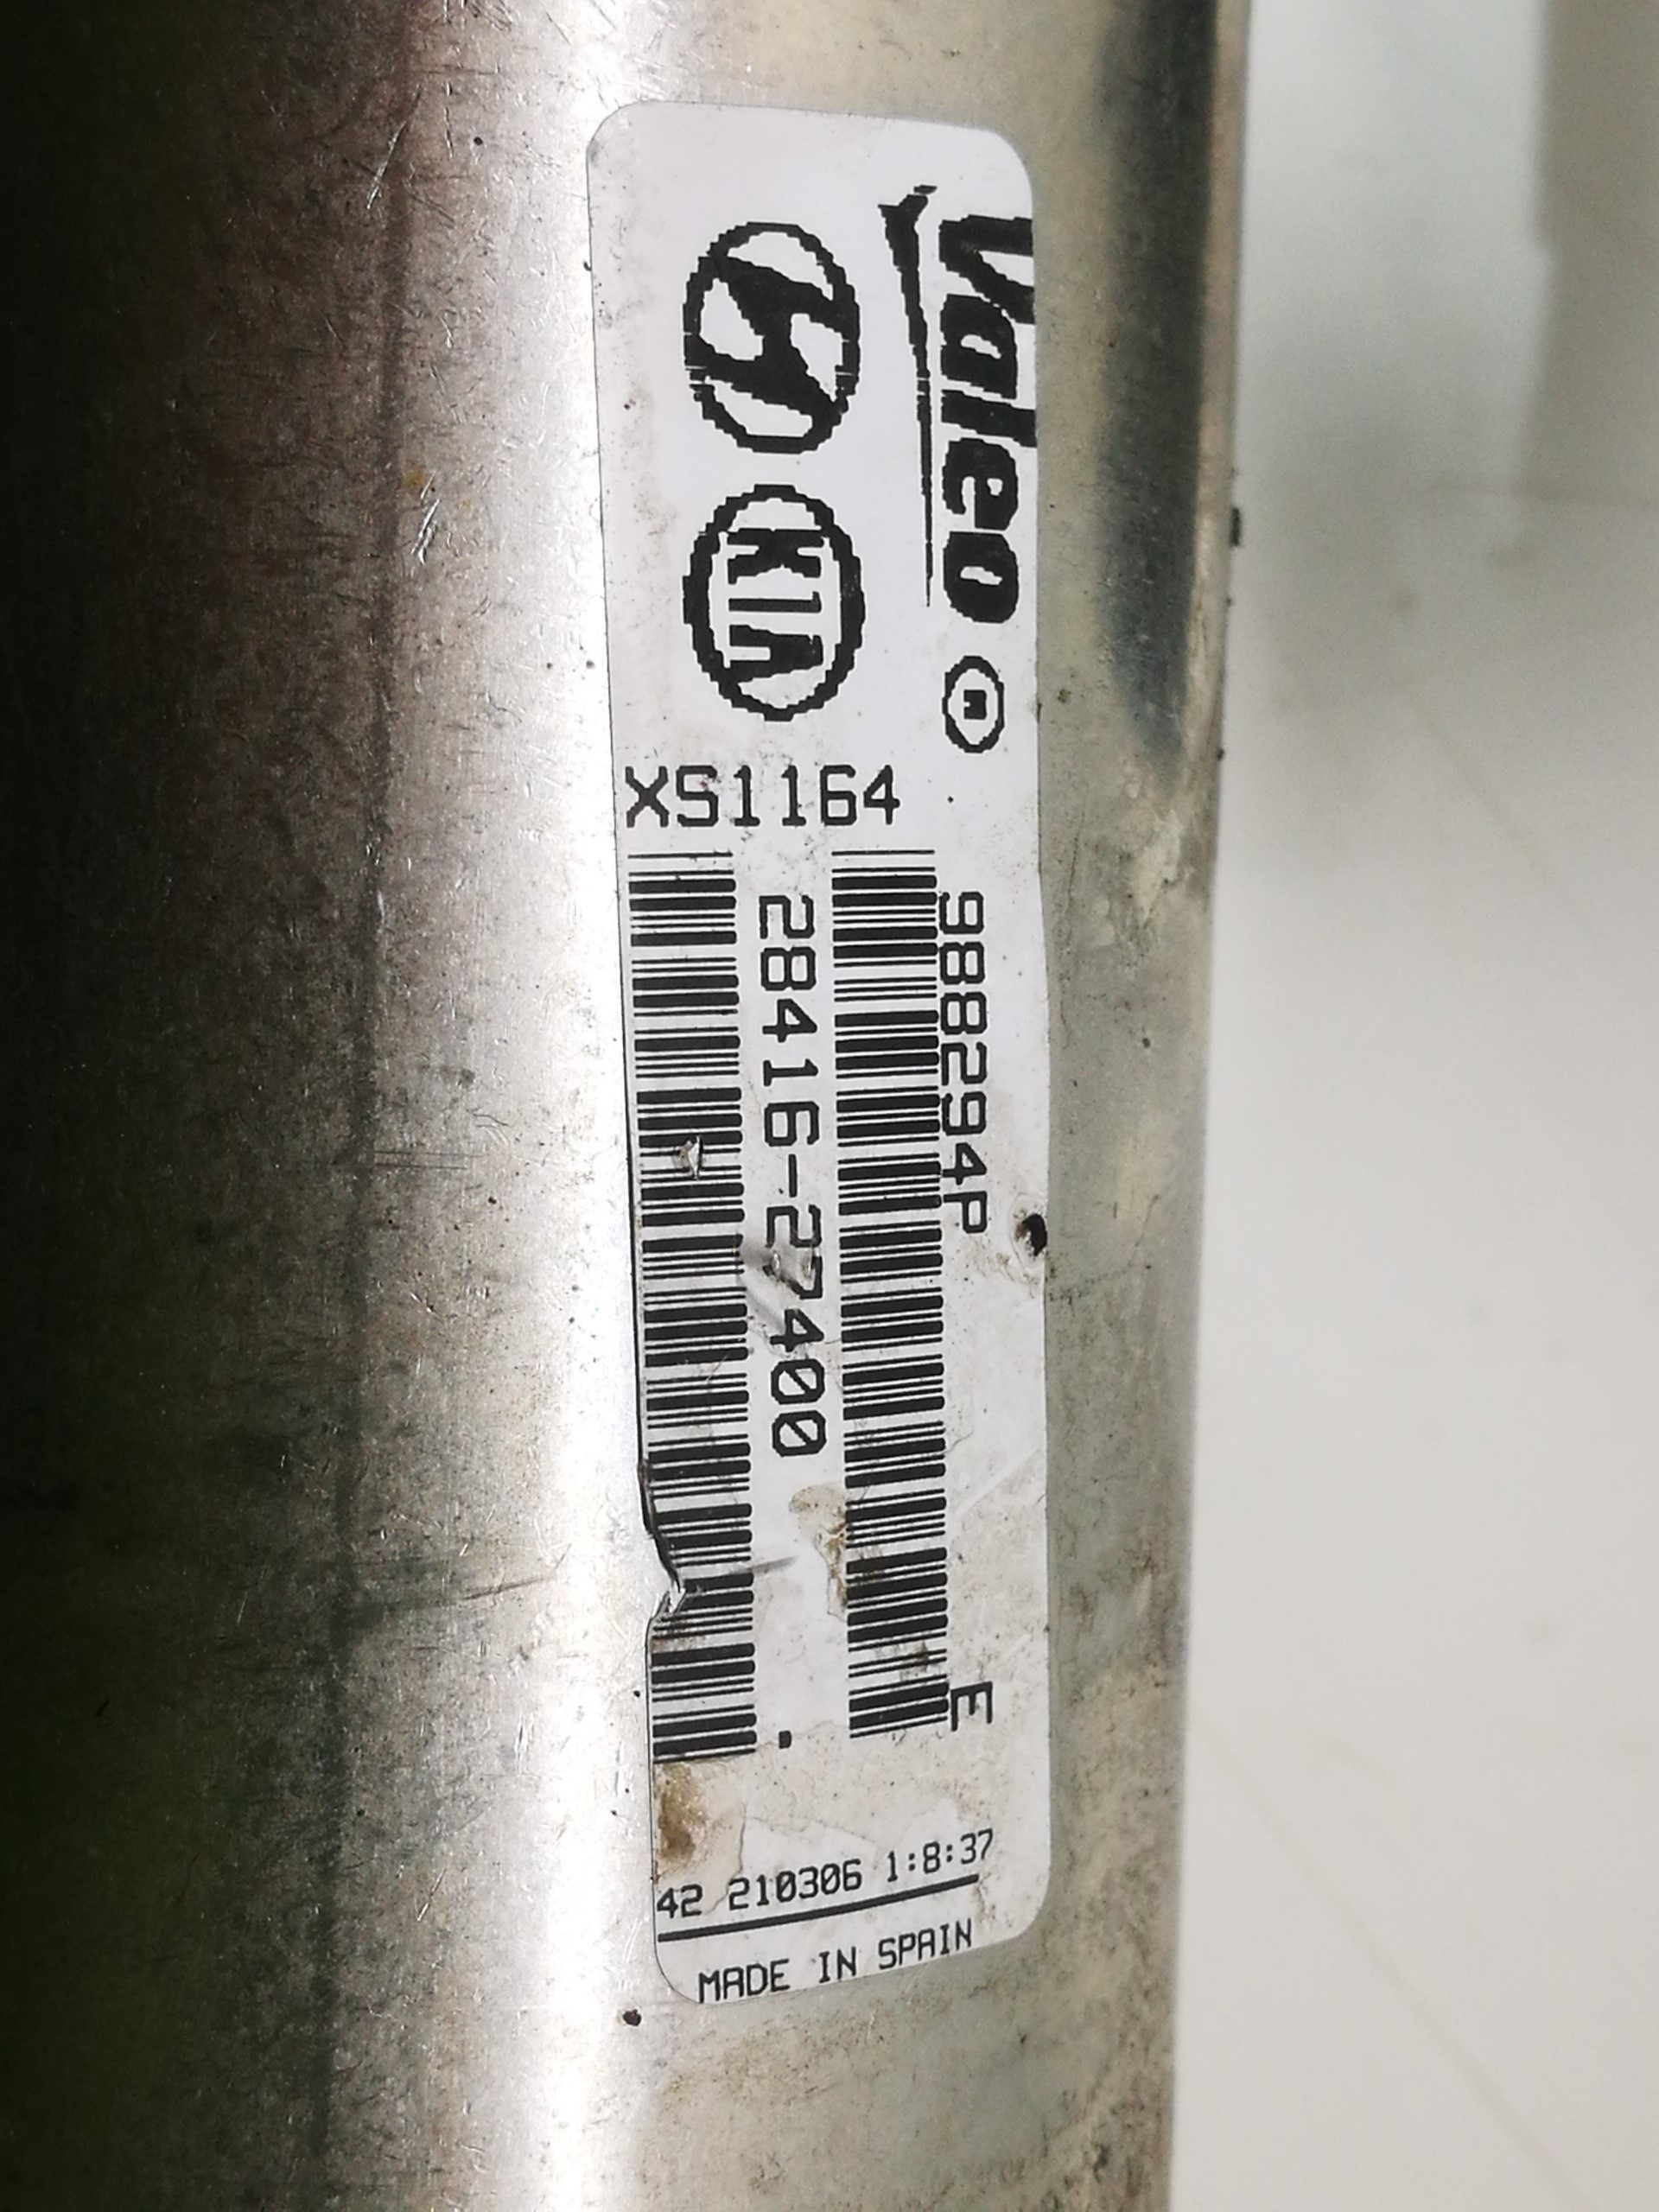 Valeo
KIA
XS1164
988294P
28416-27400
E
42 210306 1:8:37
MADE IN SPAIN